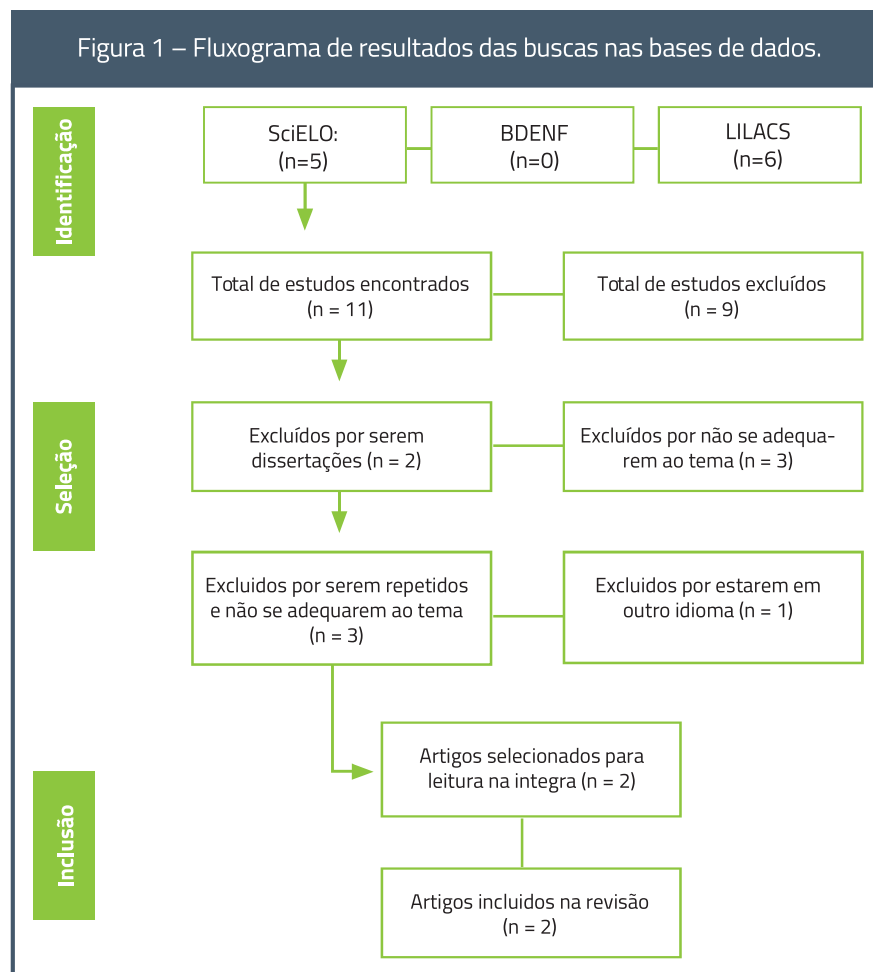 Figura 1 – Fluxograma de resultados das buscas nas bases de dados.
Identificação
SciELO:
(n=5)
BDENF
(n=0)
LILACS
(n=6)
Total de estudos encontrados
(n = 11)
Total de estudos excluídos
(n = 9)
Seleção
Excluídos por serem
dissertações (n = 2)
Excluídos por não se adequa-
rem ao tema (n = 3)
Excluidos por serem repetidos
e não se adequarem ao tema
(n = 3)
Excluidos por estarem em
outro idioma (n = 1)
Inclusão
Artigos selecionados para
leitura na integra (n = 2)
Artigos incluidos na revisão
(n = 2)